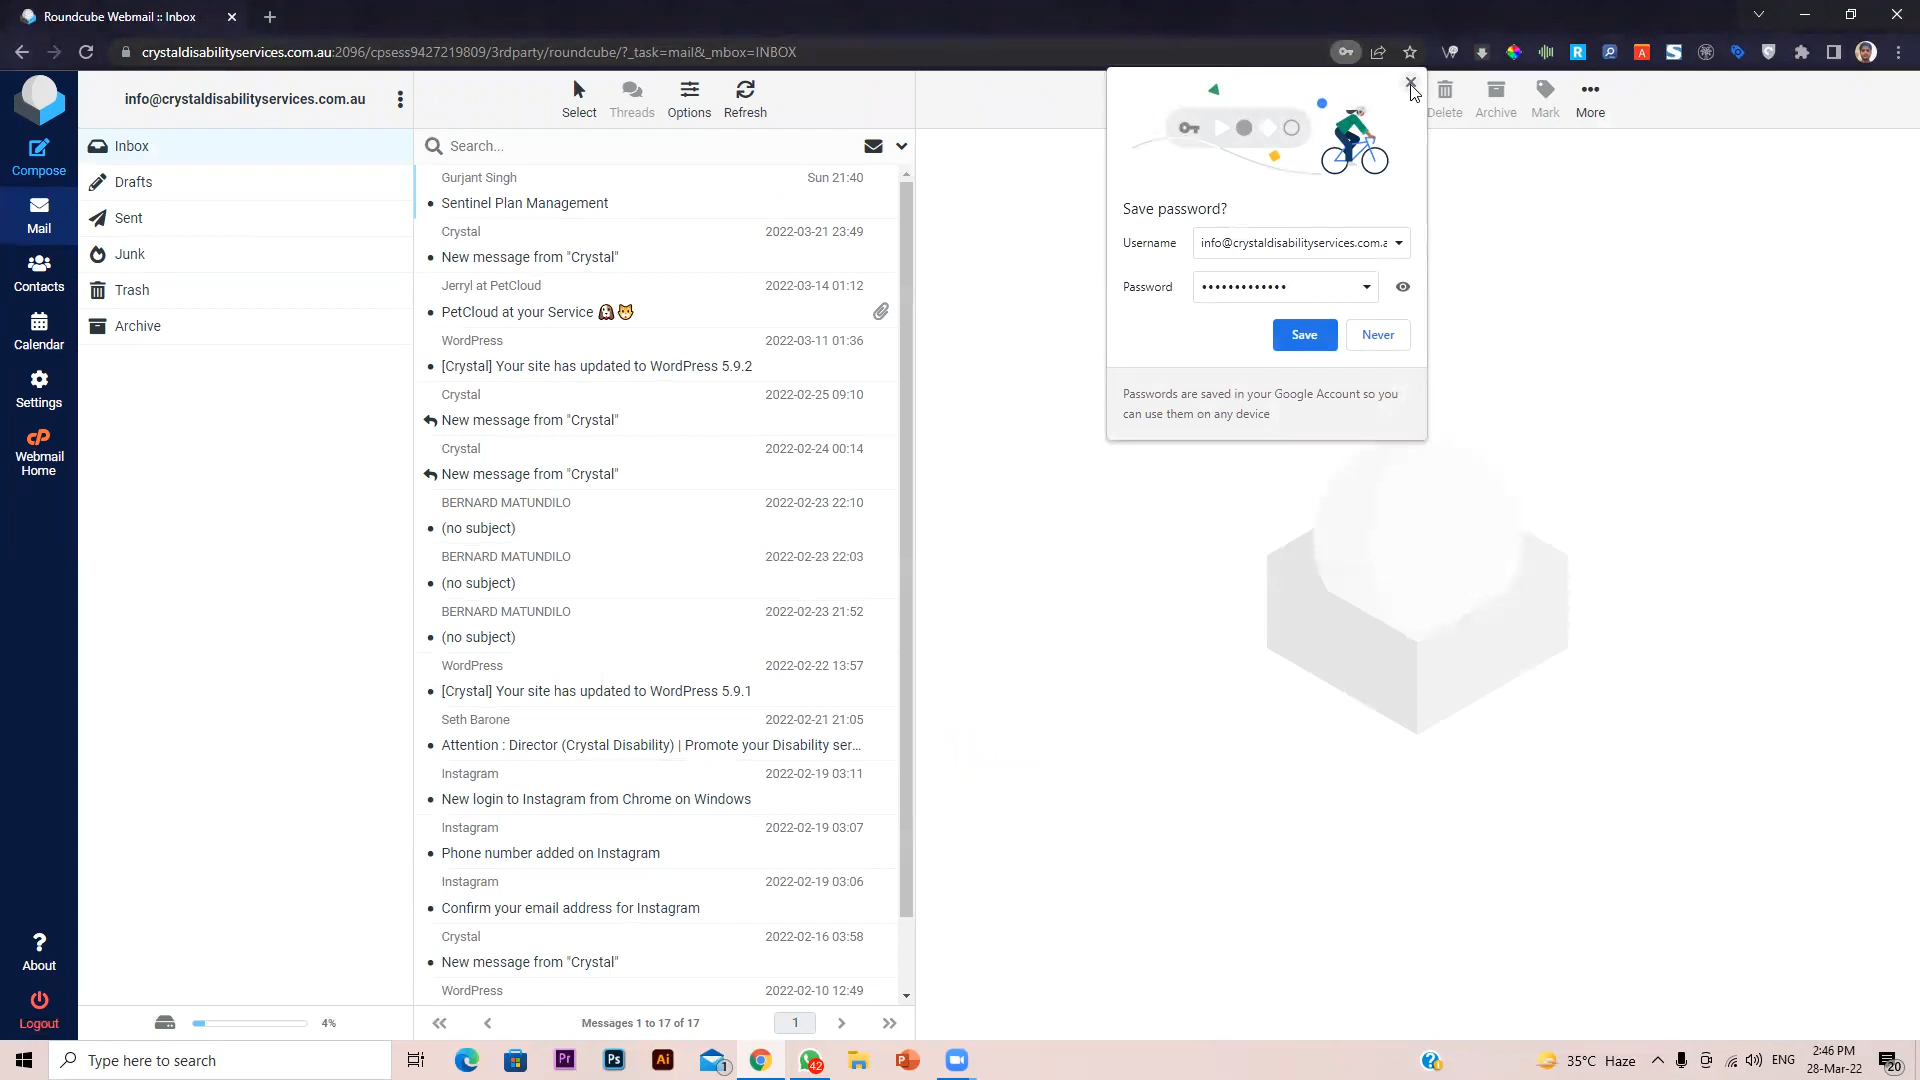 Roundcube Webmail :: Inbox
crystaldisabilityservices.com.au:2096/cpsess9427219809/3rdparty/roundcube/?_task=mail&_mbox=INBOX
info@crystaldisabilityservices.com.au
Select Threads Options Refresh
Delete Archive Mark More
Compose
Mail
Contacts
Calendar
Settings
Webmail
Home
About
Logout
Inbox
Drafts
Sent
Junk
Trash
Archive
4%
Search...
Gurjant Singh Sun 21:40
• Sentinel Plan Management
Crystal 2022-03-21 23:49
• New message from "Crystal"
Jerryl at PetCloud 2022-03-14 01:12
• PetCloud at your Service 🐶🐱
WordPress 2022-03-11 01:36
• [Crystal] Your site has updated to WordPress 5.9.2
Crystal 2022-02-25 09:10
New message from "Crystal"
Crystal 2022-02-24 00:14
New message from "Crystal"
BERNARD MATUNDILO 2022-02-23 22:10
• (no subject)
BERNARD MATUNDILO 2022-02-23 22:03
• (no subject)
BERNARD MATUNDILO 2022-02-23 21:52
• (no subject)
WordPress 2022-02-22 13:57
• [Crystal] Your site has updated to WordPress 5.9.1
Seth Barone 2022-02-21 21:05
• Attention : Director (Crystal Disability) | Promote your Disability ser...
Instagram 2022-02-19 03:11
• New login to Instagram from Chrome on Windows
Instagram 2022-02-19 03:07
• Phone number added on Instagram
Instagram 2022-02-19 03:06
• Confirm your email address for Instagram
Crystal 2022-02-16 03:58
• New message from "Crystal"
WordPress 2022-02-10 12:49
Messages 1 to 17 of 17 1
Save password?
Username info@crystaldisabilityservices.com.a
Password •••••••••••••
Save Never
Passwords are saved in your Google Account so you
can use them on any device
Type here to search
Pr Ps Ai 1 42
35°C Haze ENG
2:46 PM
28-Mar-22
20